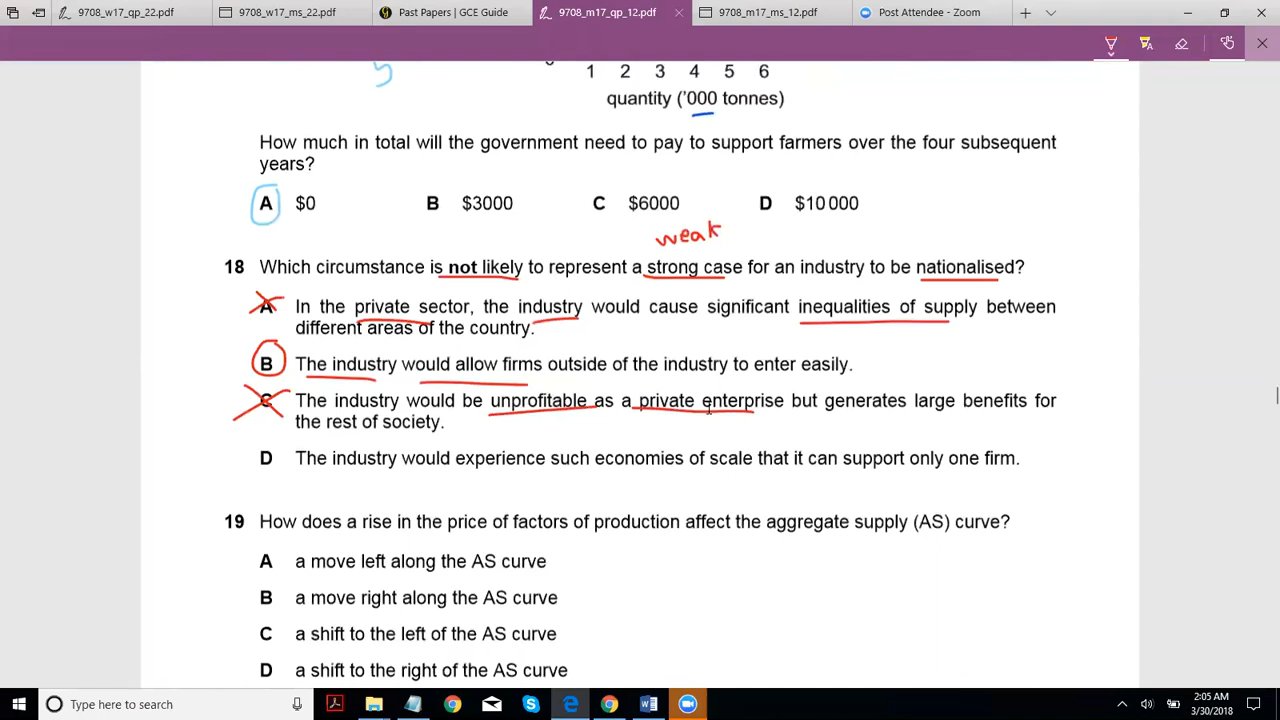 9708_w17_qp_22.pdf
9708_w17_ms_22.pdf
Past Papers | GCE Guide
9708_m17_qp_12.pdf
9708_m17_ms_12.pdf
Post Attendee - Zoom
1 2 3 4 5 6
quantity ('000 tonnes)
How much in total will the government need to pay to support farmers over the four subsequent
years?
A $0 B $3000 C $6000 D $10 000
weak
18 Which circumstance is not likely to represent a strong case for an industry to be nationalised?
A In the private sector, the industry would cause significant inequalities of supply between
different areas of the country.
B The industry would allow firms outside of the industry to enter easily.
C The industry would be unprofitable as a private enterprise but generates large benefits for
the rest of society.
D The industry would experience such economies of scale that it can support only one firm.
19 How does a rise in the price of factors of production affect the aggregate supply (AS) curve?
A a move left along the AS curve
B a move right along the AS curve
C a shift to the left of the AS curve
D a shift to the right of the AS curve
Type here to search
2:05 AM
3/30/2018